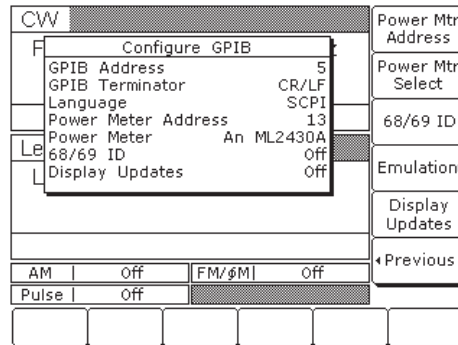 CW
F
z
Configure GPIB
GPIB Address 5
GPIB Terminator CR/LF
Language SCPI
Power Meter Address 13
Power Meter An ML2430A
68/69 ID Off
Display Updates Off
Le
L
AM | Off
FM/ɸM| Off
Pulse | Off
Power Mtr
Address
Power Mtr
Select
68/69 ID
Emulation
Display
Updates
◂Previous